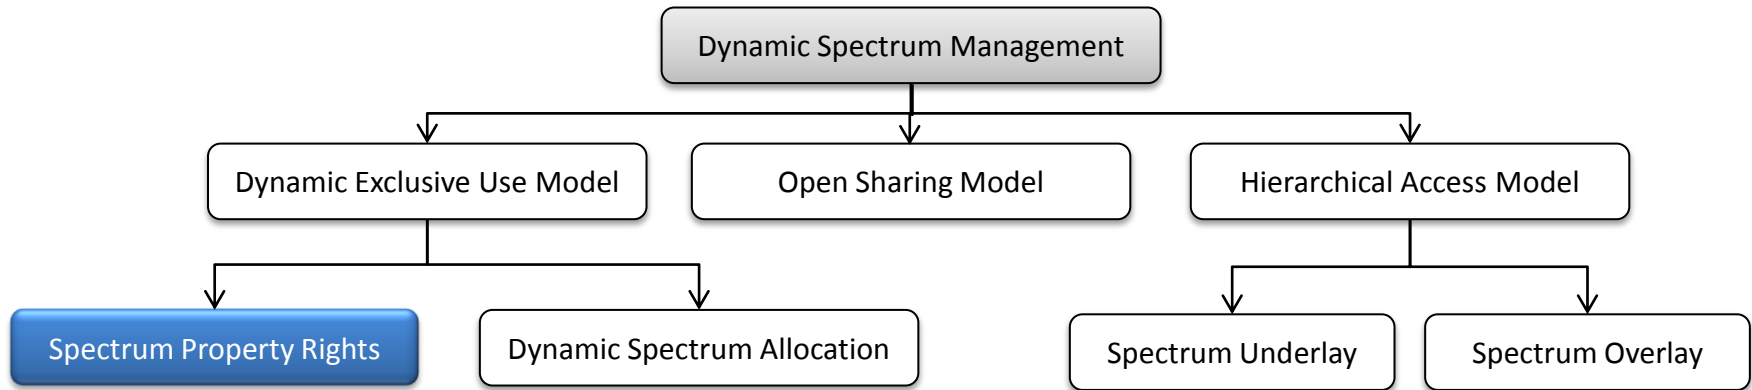 Dynamic Spectrum Management
Dynamic Exclusive Use Model
Open Sharing Model
Hierarchical Access Model
Spectrum Property Rights
Dynamic Spectrum Allocation
Spectrum Underlay
Spectrum Overlay